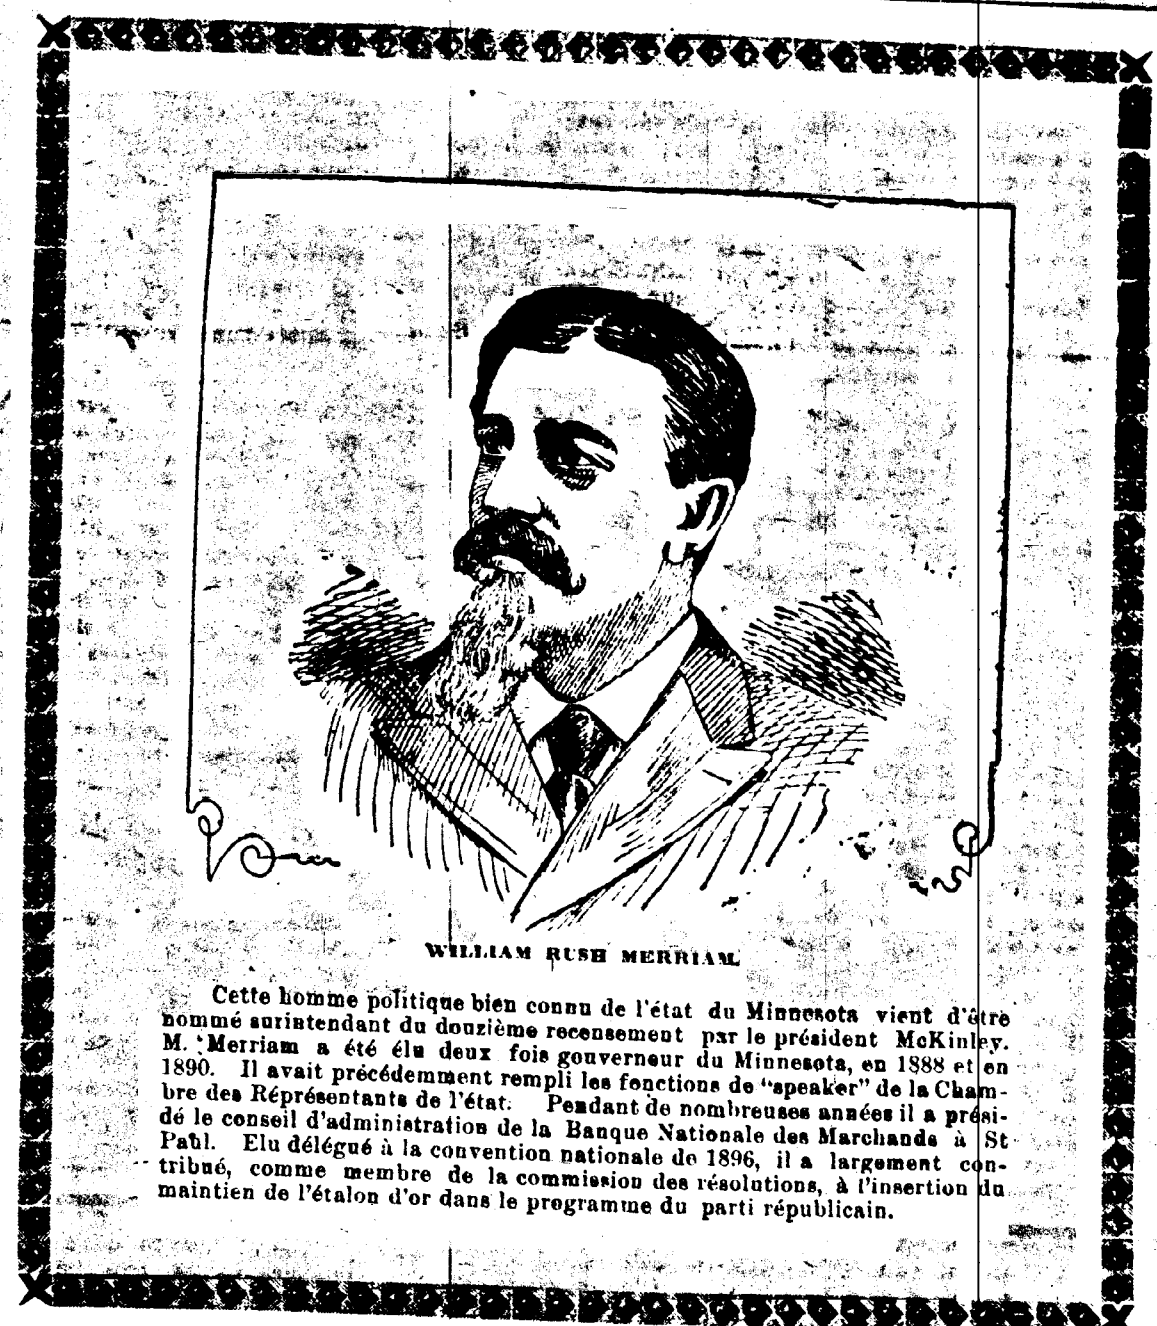 WILLIAM RUSH MERRIAM.
Cette homme politique bien connu de l'état du Minnesota vient d'être
nommé surintendant du douzième recensement par le président McKinley.
M. Merriam a été élu deux fois gouverneur du Minnesota, en 1888 et en
1890. Il avait précédemment rempli les fonctions de "speaker" de la Cham-
bre des Réprésentants de l'état. Pendant de nombreuses années il a prési-
dé le conseil d'administration de la Banque Nationale des Marchands à St
Paul. Elu délégué à la convention nationale de 1896, il a largement con-
tribué, comme membre de la commission des résolutions, à l'insertion du
maintien de l'étalon d'or dans le programme du parti républicain.